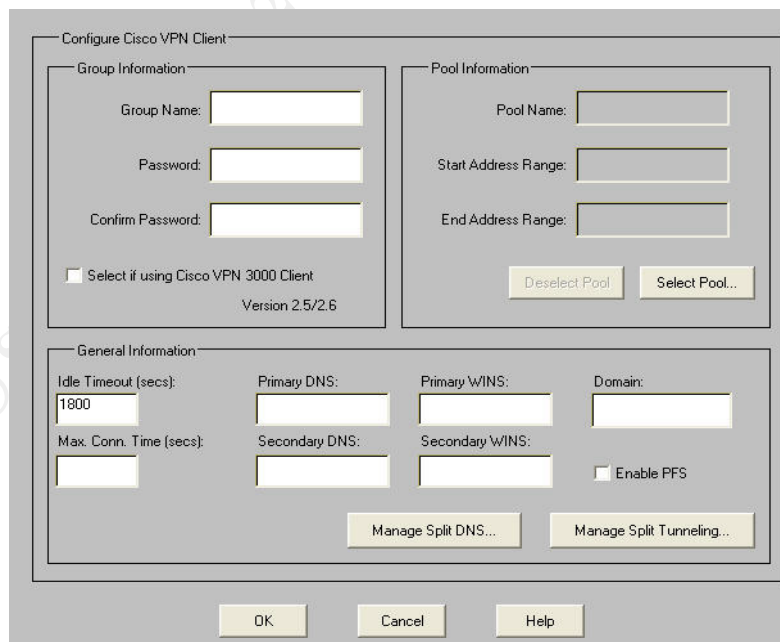 Configure Cisco VPN Client
Group Information
Group Name:
Password:
Confirm Password:
Select if using Cisco VPN 3000 Client
Version 2.5/2.6
Pool Information
Pool Name:
Start Address Range:
End Address Range:
Deselect Pool
Select Pool...
General Information
Idle Timeout (secs):
Primary DNS:
Primary WINS:
Domain:
1800
Max. Conn. Time (secs):
Secondary DNS:
Secondary WINS:
Enable PFS
Manage Split DNS...
Manage Split Tunneling...
OK
Cancel
Help